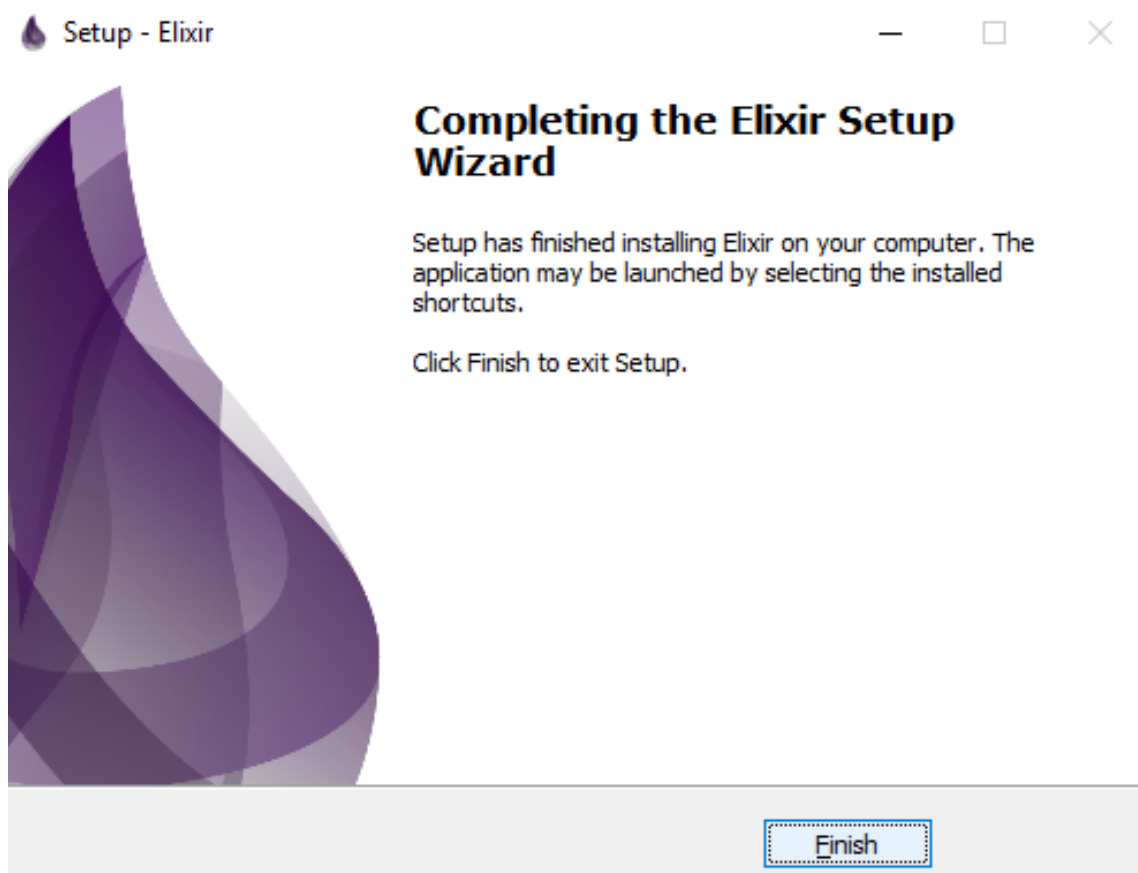 Setup - Elixir
Completing the Elixir Setup
Wizard
Setup has finished installing Elixir on your computer. The
application may be launched by selecting the installed
shortcuts.
Click Finish to exit Setup.
Finish